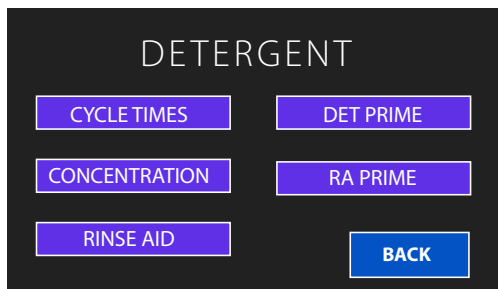 DETERGENT
CYCLE TIMES
DET PRIME
CONCENTRATION
RA PRIME
RINSE AID
BACK